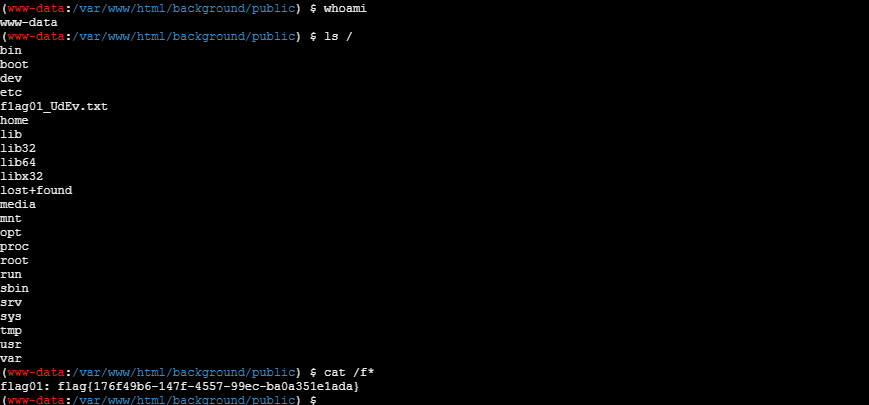 (www-data:/var/www/html/background/public) $ whoami
www-data
(www-data:/var/www/html/background/public) $ ls /
bin
boot
dev
etc
f1ag01_UdEv.txt
home
lib
lib32
lib64
libx32
lost+found
media
mnt
opt
proc
root
run
sbin
srv
sys
tmp
usr
var
(www-data:/var/www/html/background/public) $ cat /f*
flag01: flag{176f49b6-147f-4557-99ec-ba0a351e1ada}
(www-data:/var/www/html/background/public) $